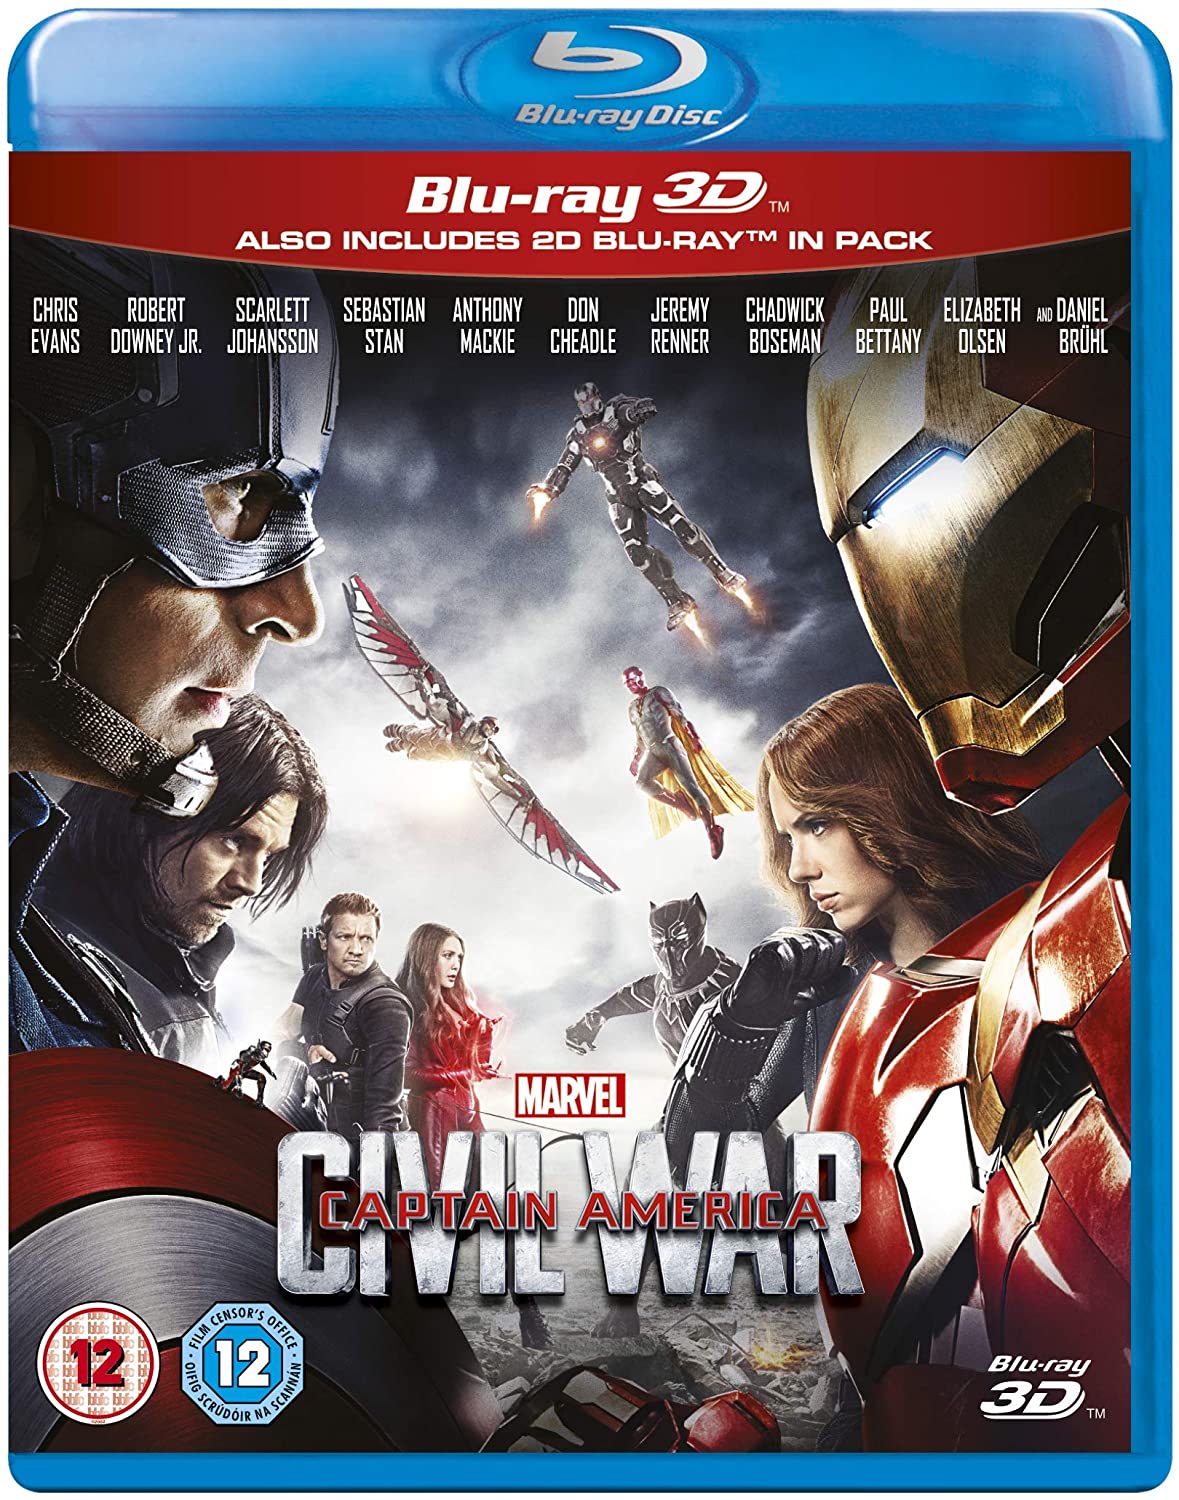 Blu-ray Disc
Blu-ray 3D™
ALSO INCLUDES 2D BLU-RAY™ IN PACK
CHRIS EVANS
ROBERT DOWNEY JR.
SCARLETT JOHANSSON
SEBASTIAN STAN
ANTHONY MACKIE
DON CHEADLE
JEREMY RENNER
CHADWICK BOSEMAN
PAUL BETTANY
ELIZABETH OLSEN
AND DANIEL BRÜHL
MARVEL
CIVIL WAR
CAPTAIN AMERICA
12
FILM CENSOR'S OFFICE
12
OIFIG SCRÚDÓIR NA SCANNÁN
Blu-ray
3D™